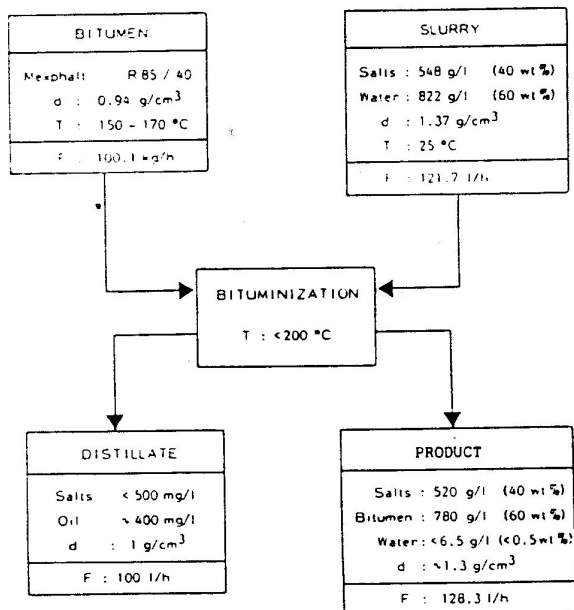 BITUMEN
Mexphalt R 85 / 40
d : 0.94 g/cm³
T : 150 - 170 °C
F : 100.1 kg/h
SLURRY
Salts : 548 g/l (40 wt %)
Water : 822 g/l (60 wt %)
d : 1.37 g/cm³
T : 25 °C
F : 121.7 l/h
BITUMINIZATION
T : <200 °C
DISTILLATE
Salts < 500 mg/l
Oil ~ 400 mg/l
d : 1 g/cm³
F : 100 l/h
PRODUCT
Salts : 520 g/l (40 wt %)
Bitumen : 780 g/l (60 wt %)
Water : <6.5 g/l (<0.5 wt %)
d : ~1.3 g/cm³
F : 128.3 l/h